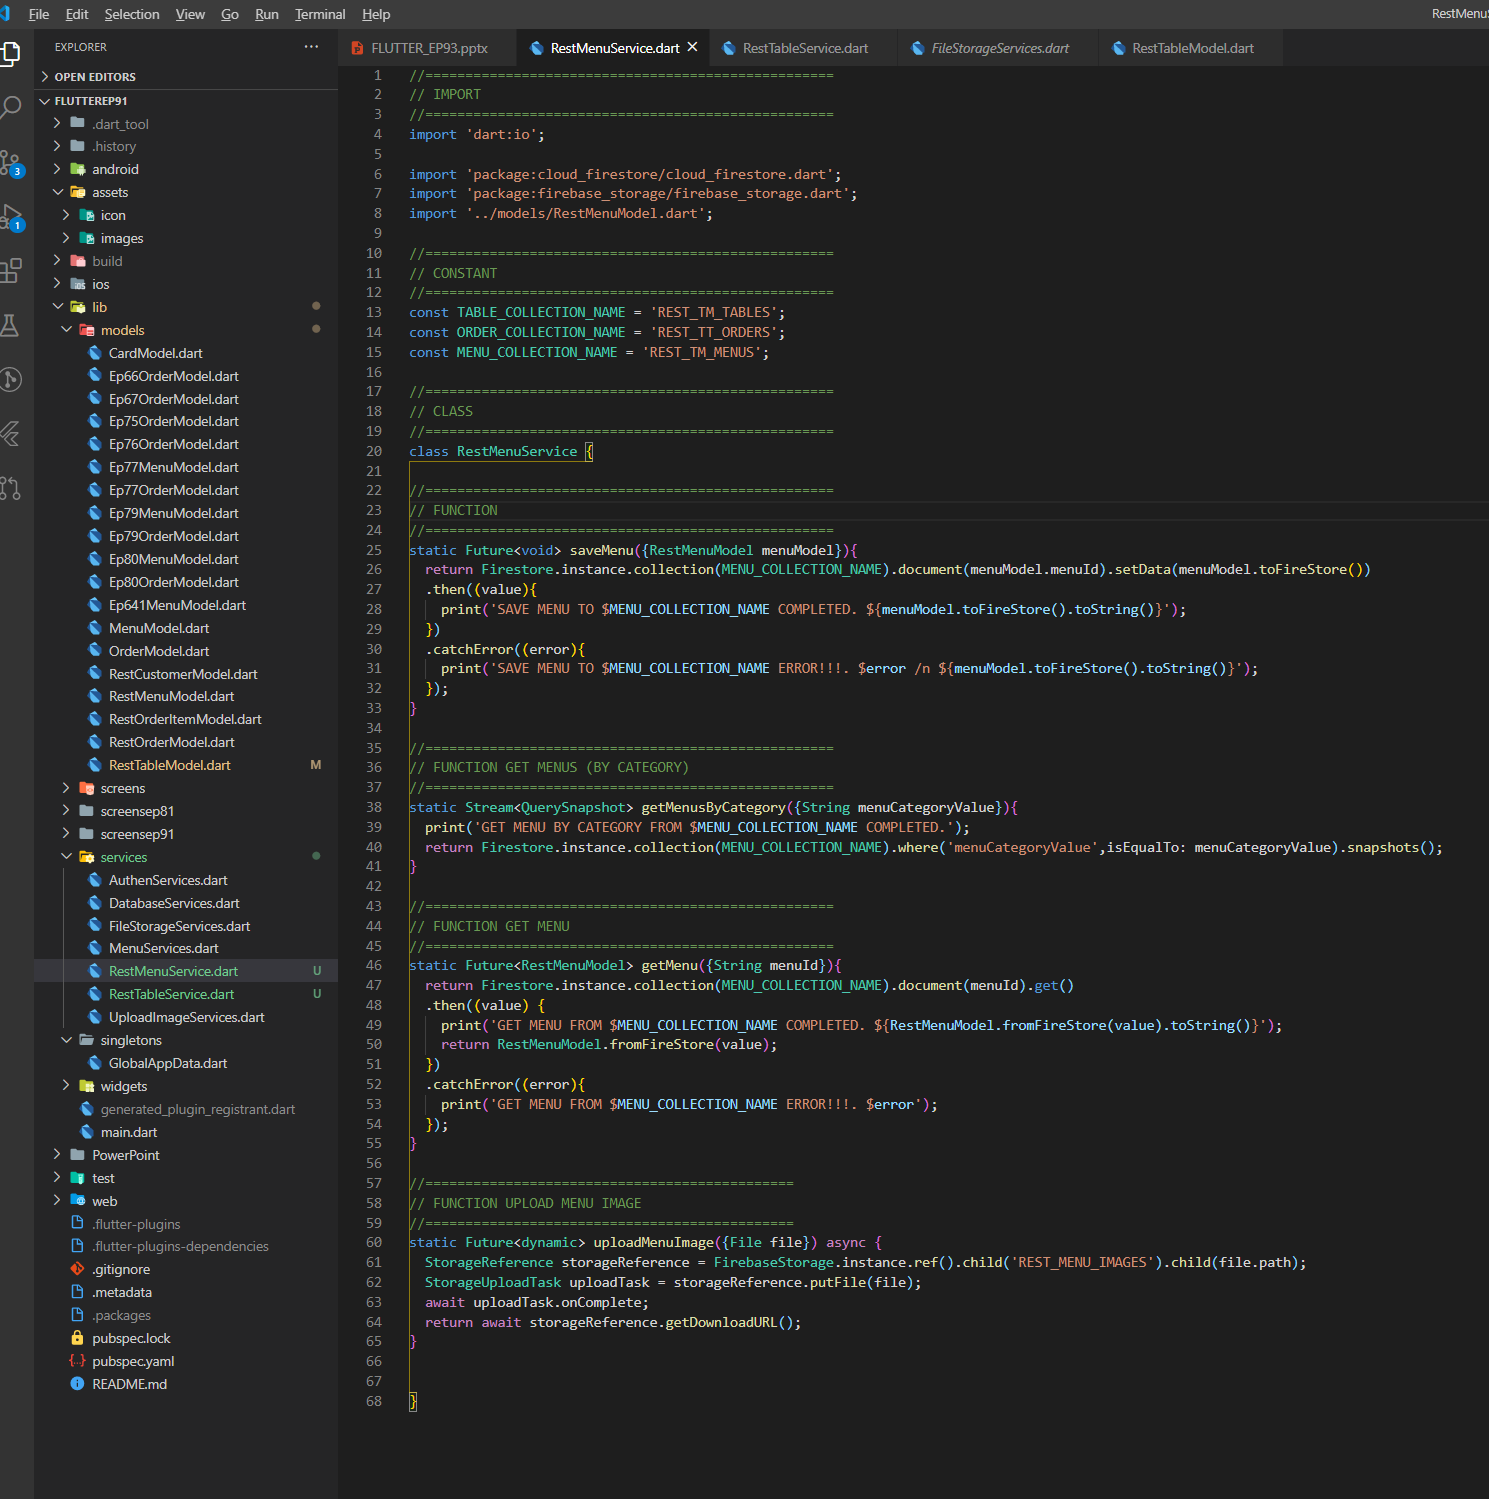 File Edit Selection View Go Run Terminal Help
RestMenuS
EXPLORER ···
OPEN EDITORS
FLUTTEREP91
.dart_tool
.history
android
assets
icon
images
build
ios
lib
models
CardModel.dart
Ep66OrderModel.dart
Ep67OrderModel.dart
Ep75OrderModel.dart
Ep76OrderModel.dart
Ep77MenuModel.dart
Ep77OrderModel.dart
Ep79MenuModel.dart
Ep79OrderModel.dart
Ep80MenuModel.dart
Ep80OrderModel.dart
Ep641MenuModel.dart
MenuModel.dart
OrderModel.dart
RestCustomerModel.dart
RestMenuModel.dart
RestOrderItemModel.dart
RestOrderModel.dart
RestTableModel.dart M
screens
screensep81
screensep91
services
AuthenServices.dart
DatabaseServices.dart
FileStorageServices.dart
MenuServices.dart
RestMenuService.dart U
RestTableService.dart U
UploadImageServices.dart
singletons
GlobalAppData.dart
widgets
generated_plugin_registrant.dart
main.dart
PowerPoint
test
web
.flutter-plugins
.flutter-plugins-dependencies
.gitignore
.metadata
.packages
pubspec.lock
pubspec.yaml
README.md
3
1
FLUTTER_EP93.pptx RestMenuService.dart RestTableService.dart FileStorageServices.dart RestTableModel.dart
1 //===================================================
2 // IMPORT
3 //===================================================
4 import 'dart:io';
5
6 import 'package:cloud_firestore/cloud_firestore.dart';
7 import 'package:firebase_storage/firebase_storage.dart';
8 import '../models/RestMenuModel.dart';
9
10 //===================================================
11 // CONSTANT
12 //===================================================
13 const TABLE_COLLECTION_NAME = 'REST_TM_TABLES';
14 const ORDER_COLLECTION_NAME = 'REST_TT_ORDERS';
15 const MENU_COLLECTION_NAME = 'REST_TM_MENUS';
16
17 //===================================================
18 // CLASS
19 //===================================================
20 class RestMenuService {
21
22 //===================================================
23 // FUNCTION
24 //===================================================
25 static Future<void> saveMenu({RestMenuModel menuModel}){
26 return Firestore.instance.collection(MENU_COLLECTION_NAME).document(menuModel.menuId).setData(menuModel.toFireStore())
27 .then((value){
28 print('SAVE MENU TO $MENU_COLLECTION_NAME COMPLETED. ${menuModel.toFireStore().toString()}');
29 })
30 .catchError((error){
31 print('SAVE MENU TO $MENU_COLLECTION_NAME ERROR!!!. $error /n ${menuModel.toFireStore().toString()}');
32 });
33 }
34
35 //===================================================
36 // FUNCTION GET MENUS (BY CATEGORY)
37 //===================================================
38 static Stream<QuerySnapshot> getMenusByCategory({String menuCategoryValue}){
39 print('GET MENU BY CATEGORY FROM $MENU_COLLECTION_NAME COMPLETED.');
40 return Firestore.instance.collection(MENU_COLLECTION_NAME).where('menuCategoryValue',isEqualTo: menuCategoryValue).snapshots();
41 }
42
43 //===================================================
44 // FUNCTION GET MENU
45 //===================================================
46 static Future<RestMenuModel> getMenu({String menuId}){
47 return Firestore.instance.collection(MENU_COLLECTION_NAME).document(menuId).get()
48 .then((value) {
49 print('GET MENU FROM $MENU_COLLECTION_NAME COMPLETED. ${RestMenuModel.fromFireStore(value).toString()}');
50 return RestMenuModel.fromFireStore(value);
51 })
52 .catchError((error){
53 print('GET MENU FROM $MENU_COLLECTION_NAME ERROR!!!. $error');
54 });
55 }
56
57 //==============================================
58 // FUNCTION UPLOAD MENU IMAGE
59 //==============================================
60 static Future<dynamic> uploadMenuImage({File file}) async {
61 StorageReference storageReference = FirebaseStorage.instance.ref().child('REST_MENU_IMAGES').child(file.path);
62 StorageUploadTask uploadTask = storageReference.putFile(file);
63 await uploadTask.onComplete;
64 return await storageReference.getDownloadURL();
65 }
66
67
68 }